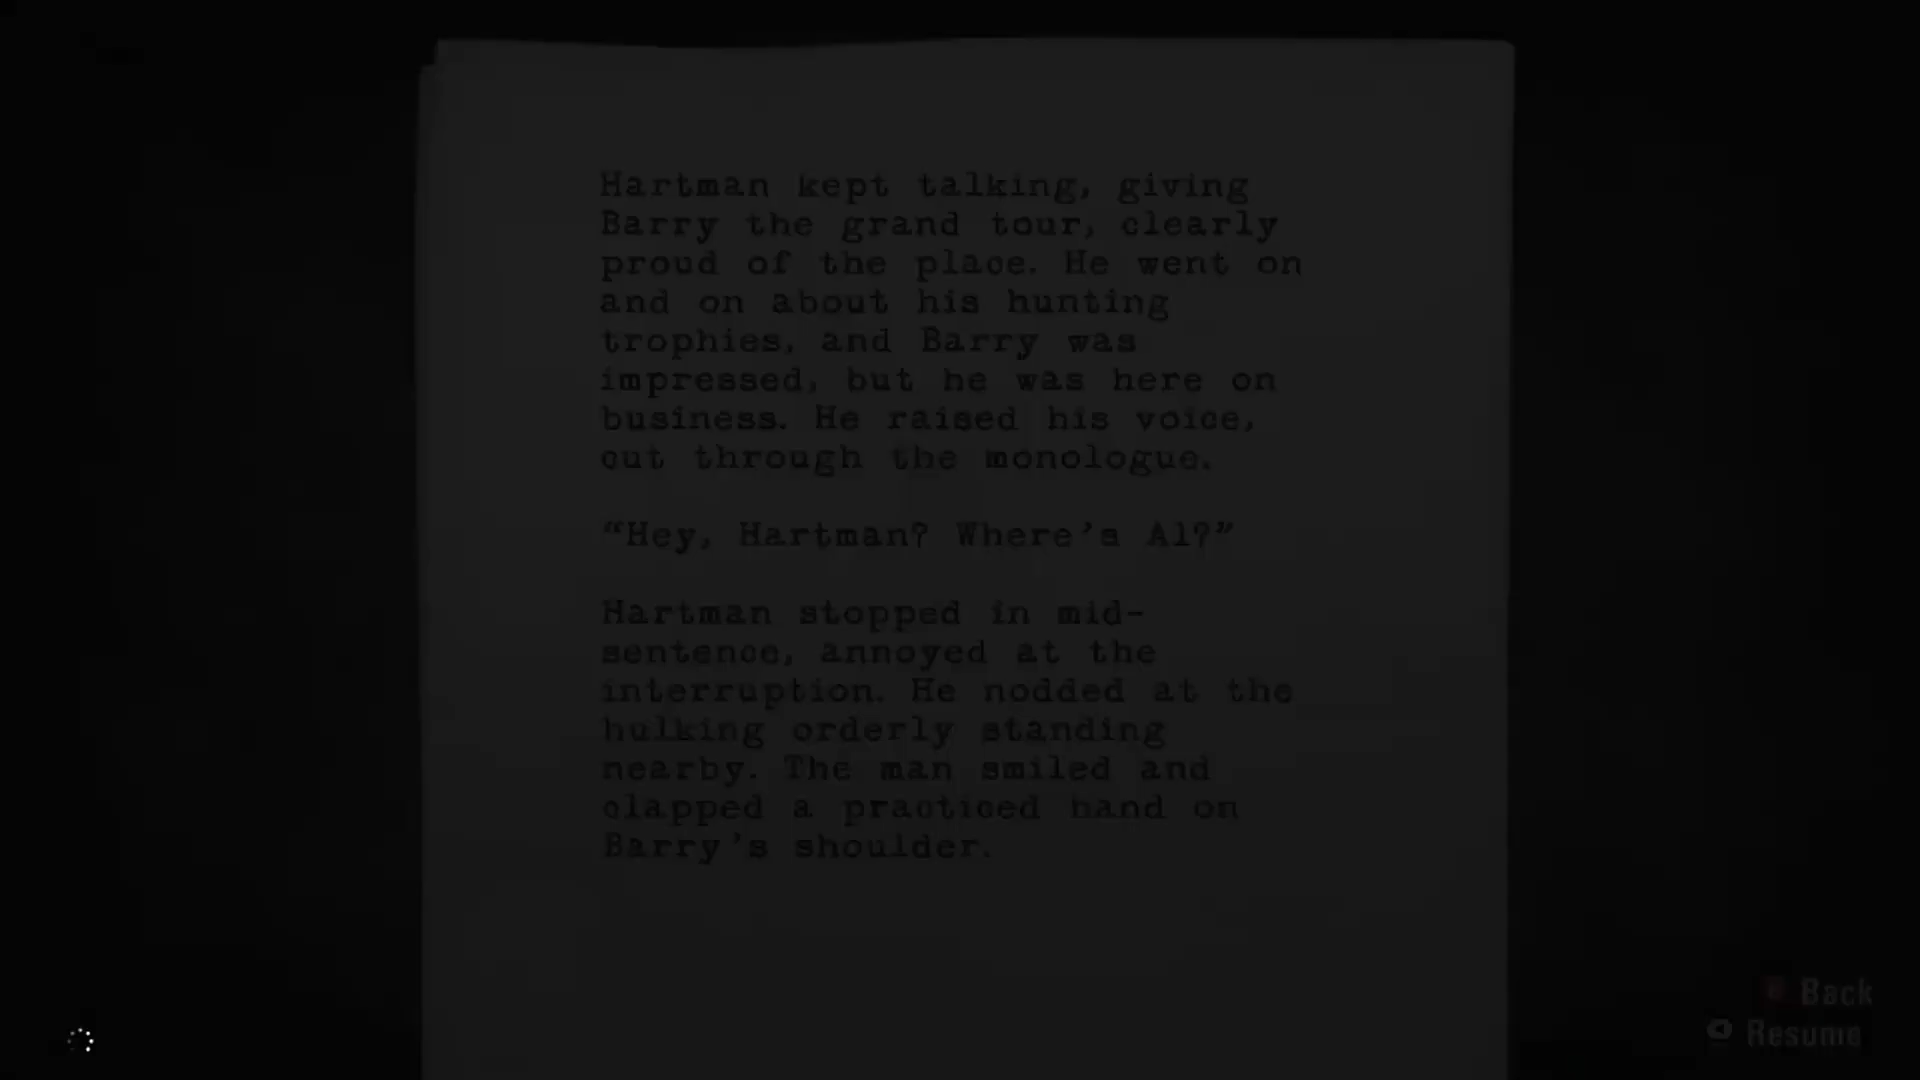 Hartman kept talking, giving
Barry the grand tour, clearly
proud of the place. He went on
and on about his hunting
trophies, and Barry was
impressed, but he was here on
business. He raised his voice,
cut through the monologue.
“Hey, Hartman? Where’s Al?”
Hartman stopped in mid-
sentence, annoyed at the
interruption. He nodded at the
hulking orderly standing
nearby. The man smiled and
clapped a practiced hand on
Barry’s shoulder.
Back
Resume